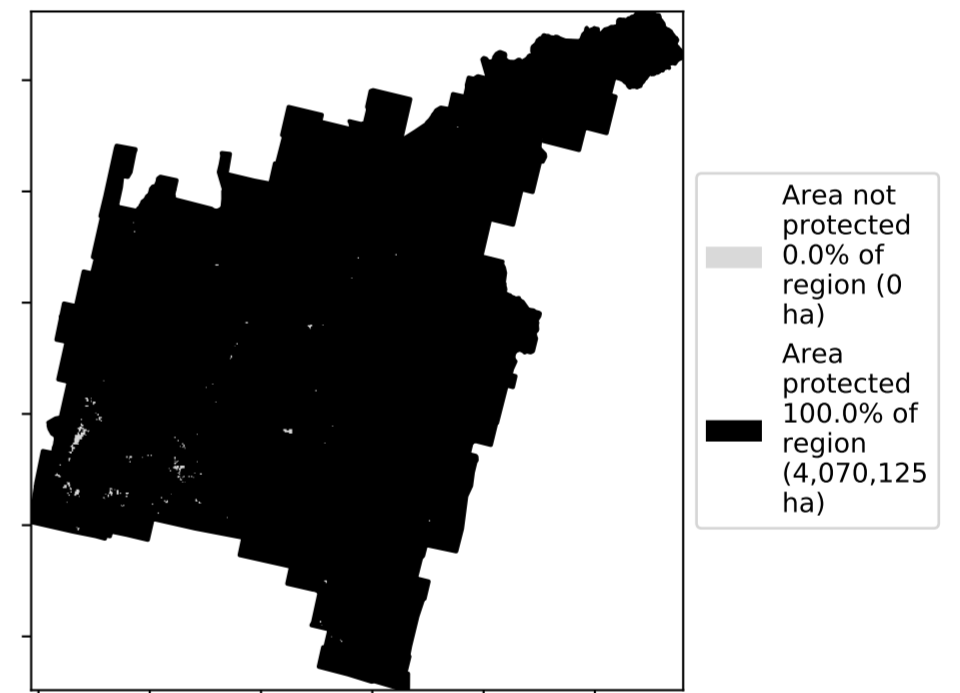 Area not
protected
0.0% of
region (0
ha)
Area
protected
100.0% of
region
(4,070,125
ha)